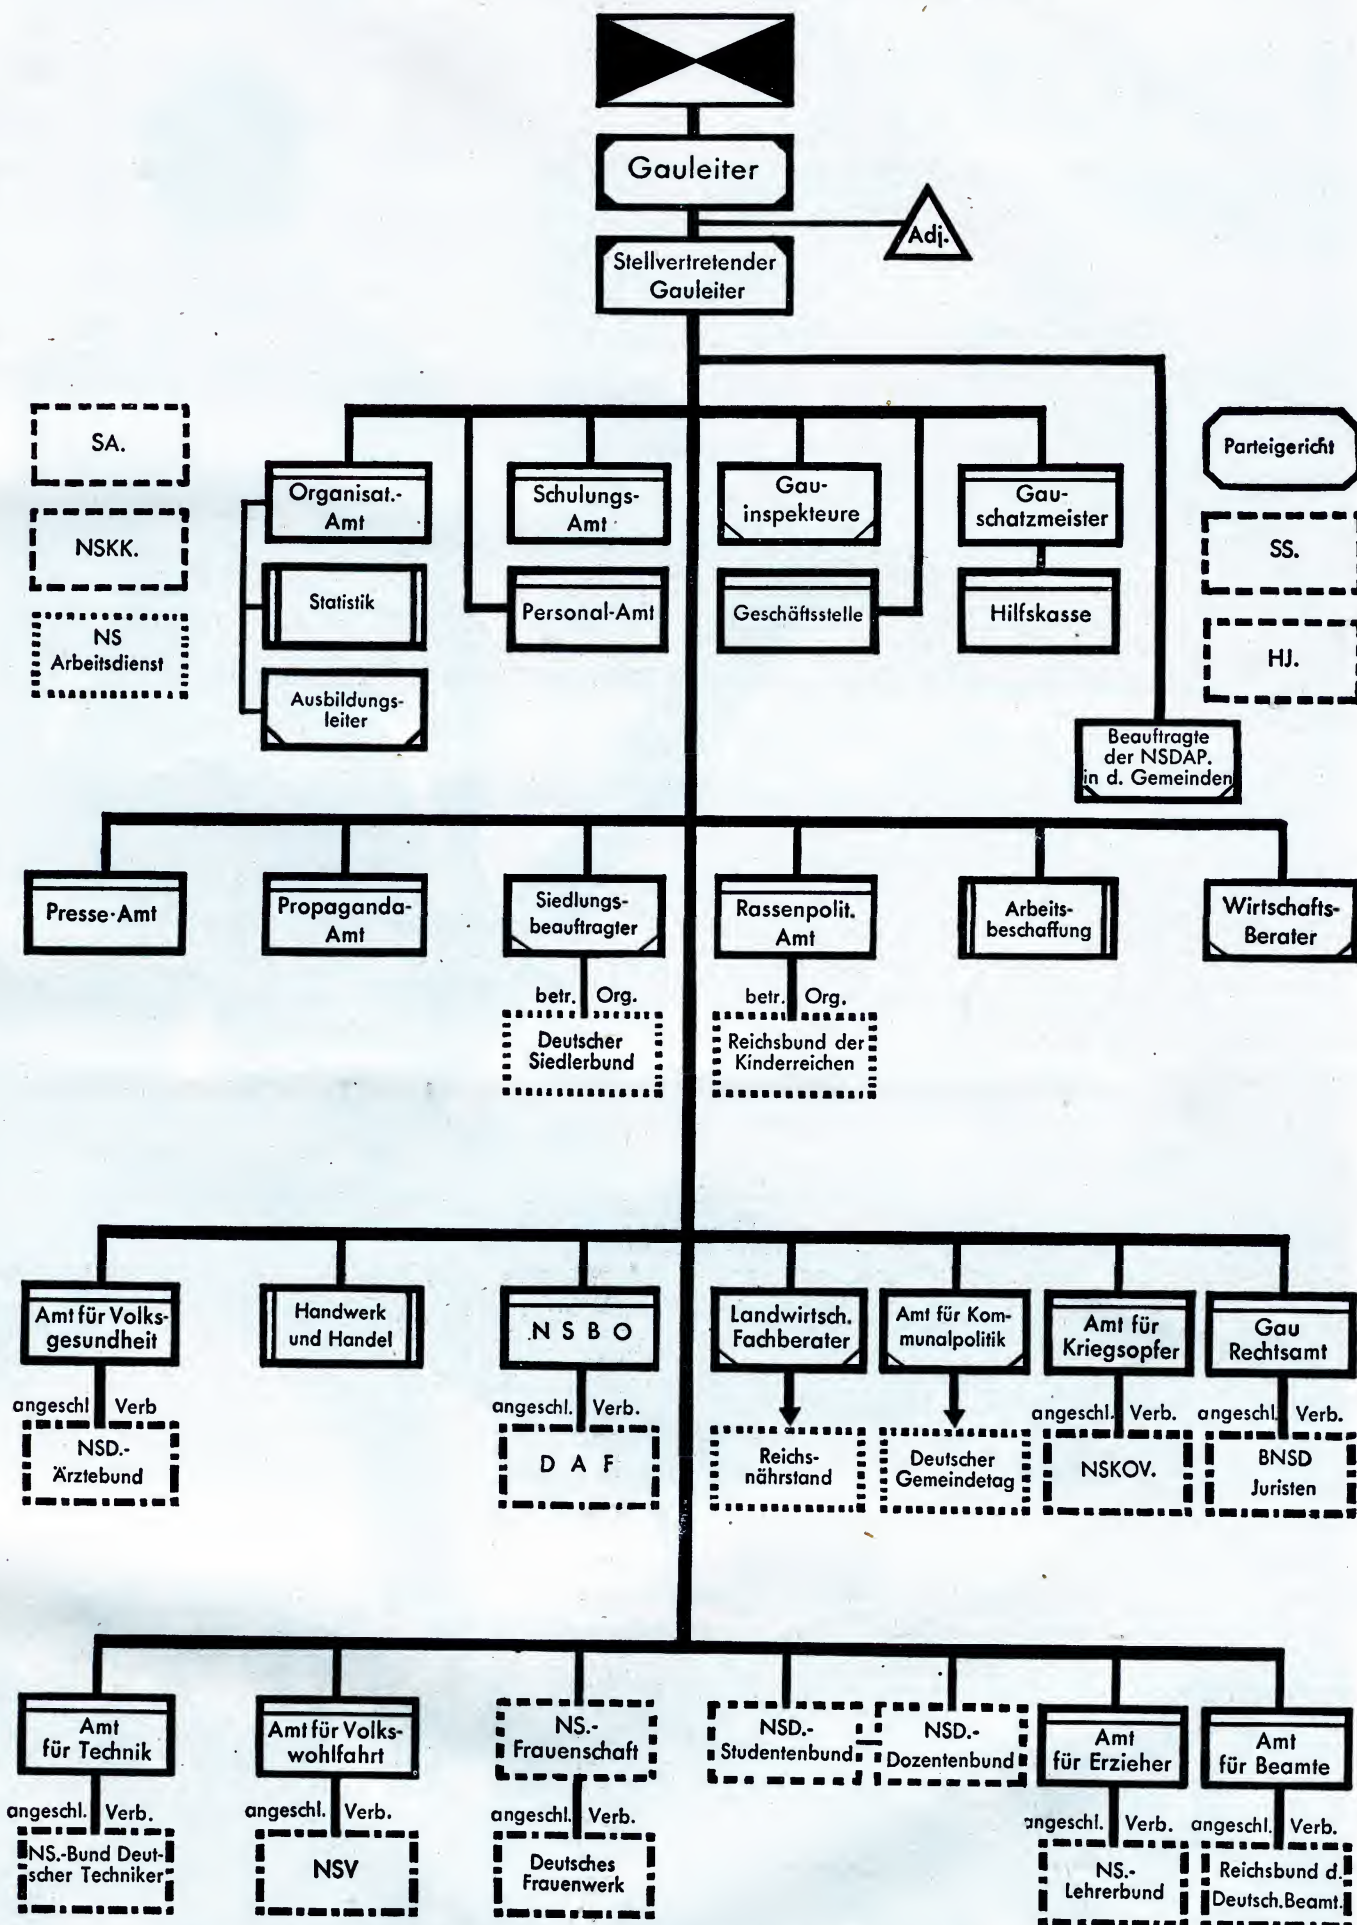 Gauleiter
Adj.
Stellvertretender
Gauleiter
SA.
NSKK.
NS
Arbeitsdienst
Organisat.-
Amt
Statistik
Ausbildungs-
leiter
Schulungs-
Amt
Personal-Amt
Gau-
inspekteure
Geschäftsstelle
Gau-
schatzmeister
Hilfskasse
Parteigericht
SS.
HJ.
Beauftragte
der NSDAP.
in d. Gemeinden
Presse-Amt
Propaganda-
Amt
Siedlungs-
beauftragter
betr. Org.
Deutscher
Siedlerbund
Rassenpolit.
Amt
betr. Org.
Reichsbund der
Kinderreichen
Arbeits-
beschaffung
Wirtschafts-
Berater
Amt für Volks-
gesundheit
angeschl Verb
NSD.-
Ärztebund
Handwerk
und Handel
N S B O
angeschl. Verb.
D A F
Landwirtsch.
Fachberater
Reichs-
nährstand
Amt für Kom-
munalpolitik
Deutscher
Gemeindetag
Amt für
Kriegsopfer
angeschl. Verb.
NSKOV.
Gau
Rechtsamt
angeschl. Verb.
BNSD
Juristen
Amt
für Technik
angeschl. Verb.
NS.-Bund Deut-
scher Techniker
Amt für Volks-
wohlfahrt
angeschl. Verb.
NSV
NS.-
Frauenschaft
angeschl. Verb.
Deutsches
Frauenwerk
NSD.-
Studentenbund
NSD.-
Dozentenbund
Amt
für Erzieher
angeschl. Verb.
NS.-
Lehrerbund
Amt
für Beamte
angeschl. Verb.
Reichsbund d.
Deutsch.Beamt.